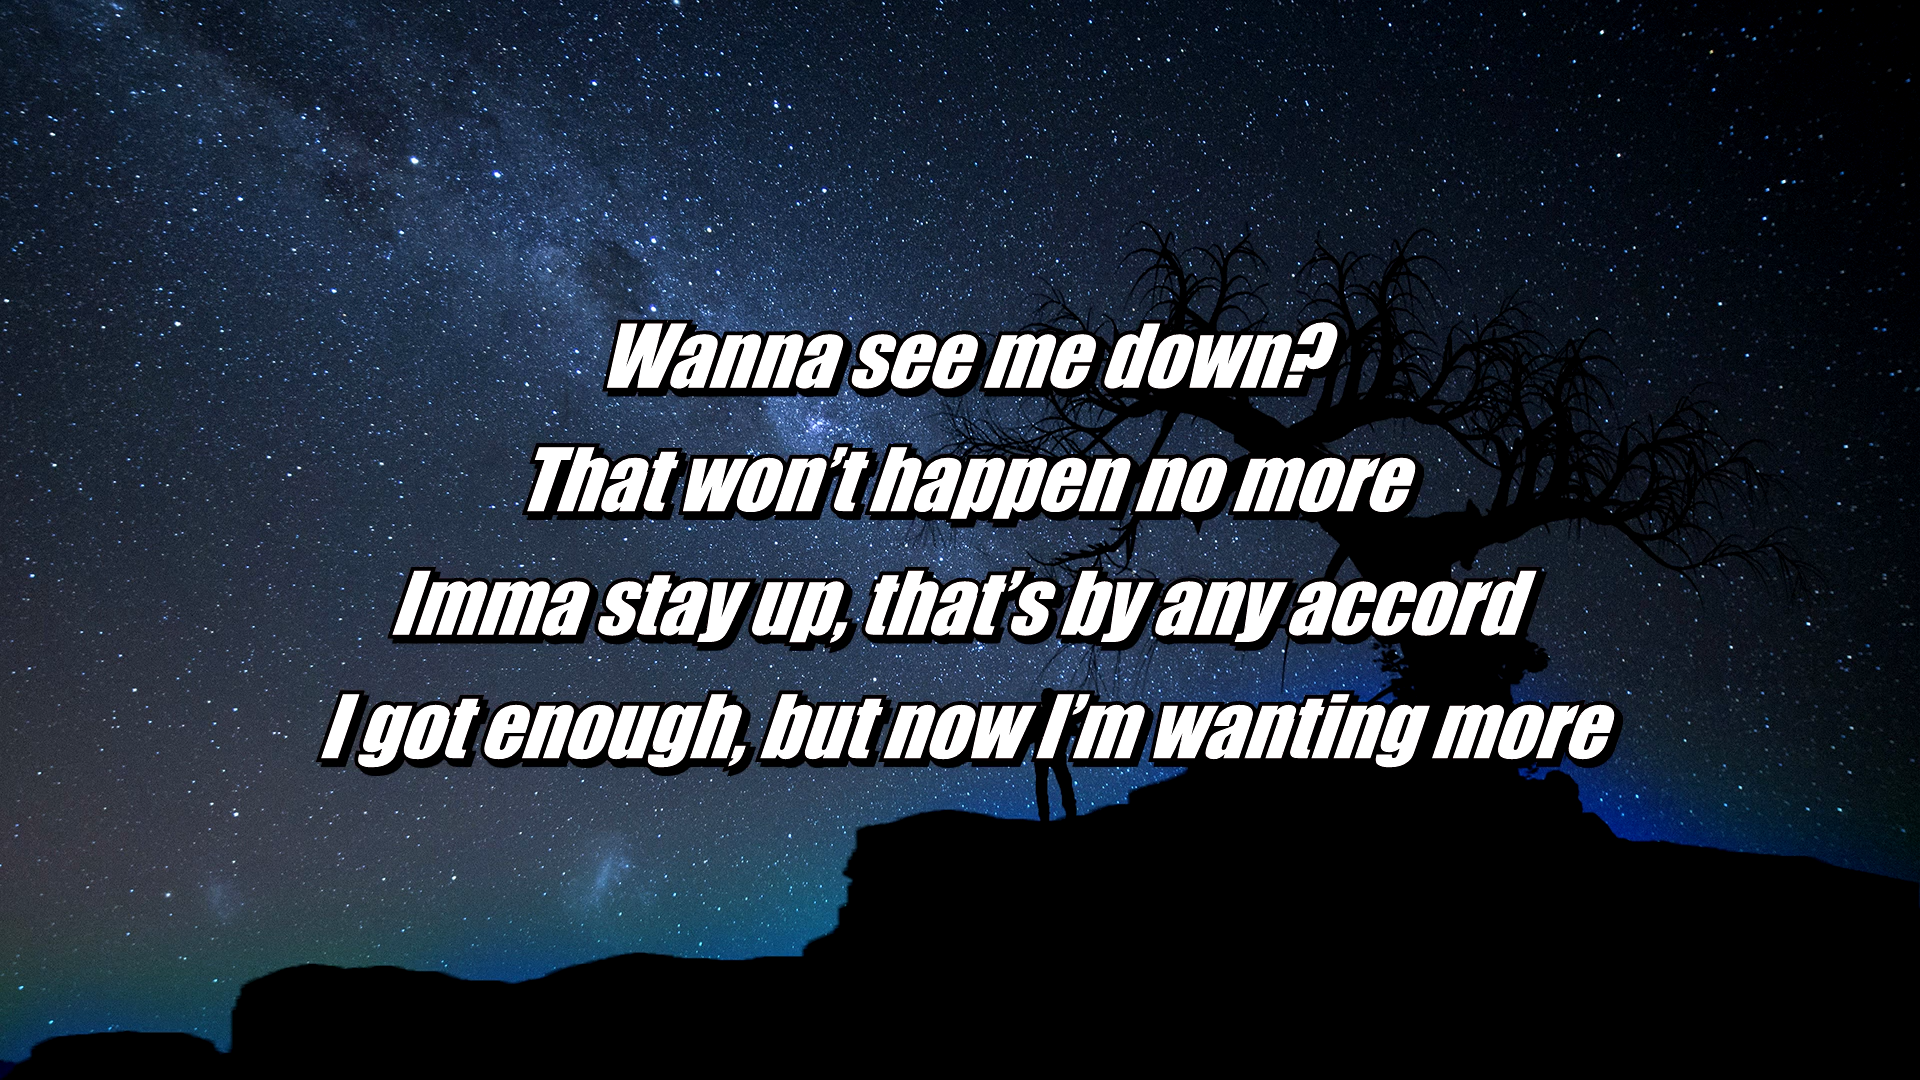 Wanna see me down?
That won’t happen no more
Imma stay up, that’s by any accord
I got enough, but now I’m wanting more